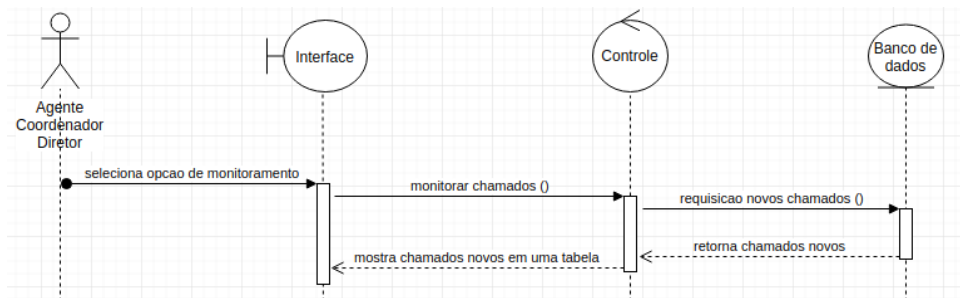 Interface
Controle
Banco de
dados
Agente
Coordenador
Diretor
seleciona opcao de monitoramento
monitorar chamados ()
requisicao novos chamados ()
retorna chamados novos
mostra chamados novos em uma tabela